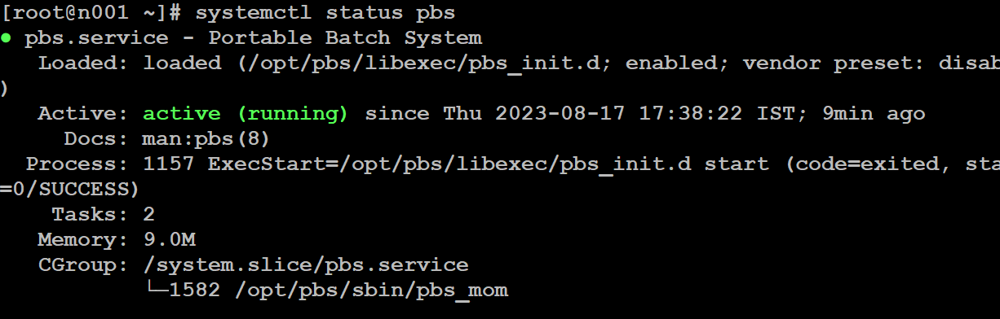 [root@n001 ~]# systemctl status pbs
● pbs.service - Portable Batch System
   Loaded: loaded (/opt/pbs/libexec/pbs_init.d; enabled; vendor preset: disab
)
   Active: active (running) since Thu 2023-08-17 17:38:22 IST; 9min ago
     Docs: man:pbs(8)
  Process: 1157 ExecStart=/opt/pbs/libexec/pbs_init.d start (code=exited, sta
=0/SUCCESS)
    Tasks: 2
   Memory: 9.0M
   CGroup: /system.slice/pbs.service
           └─1582 /opt/pbs/sbin/pbs_mom